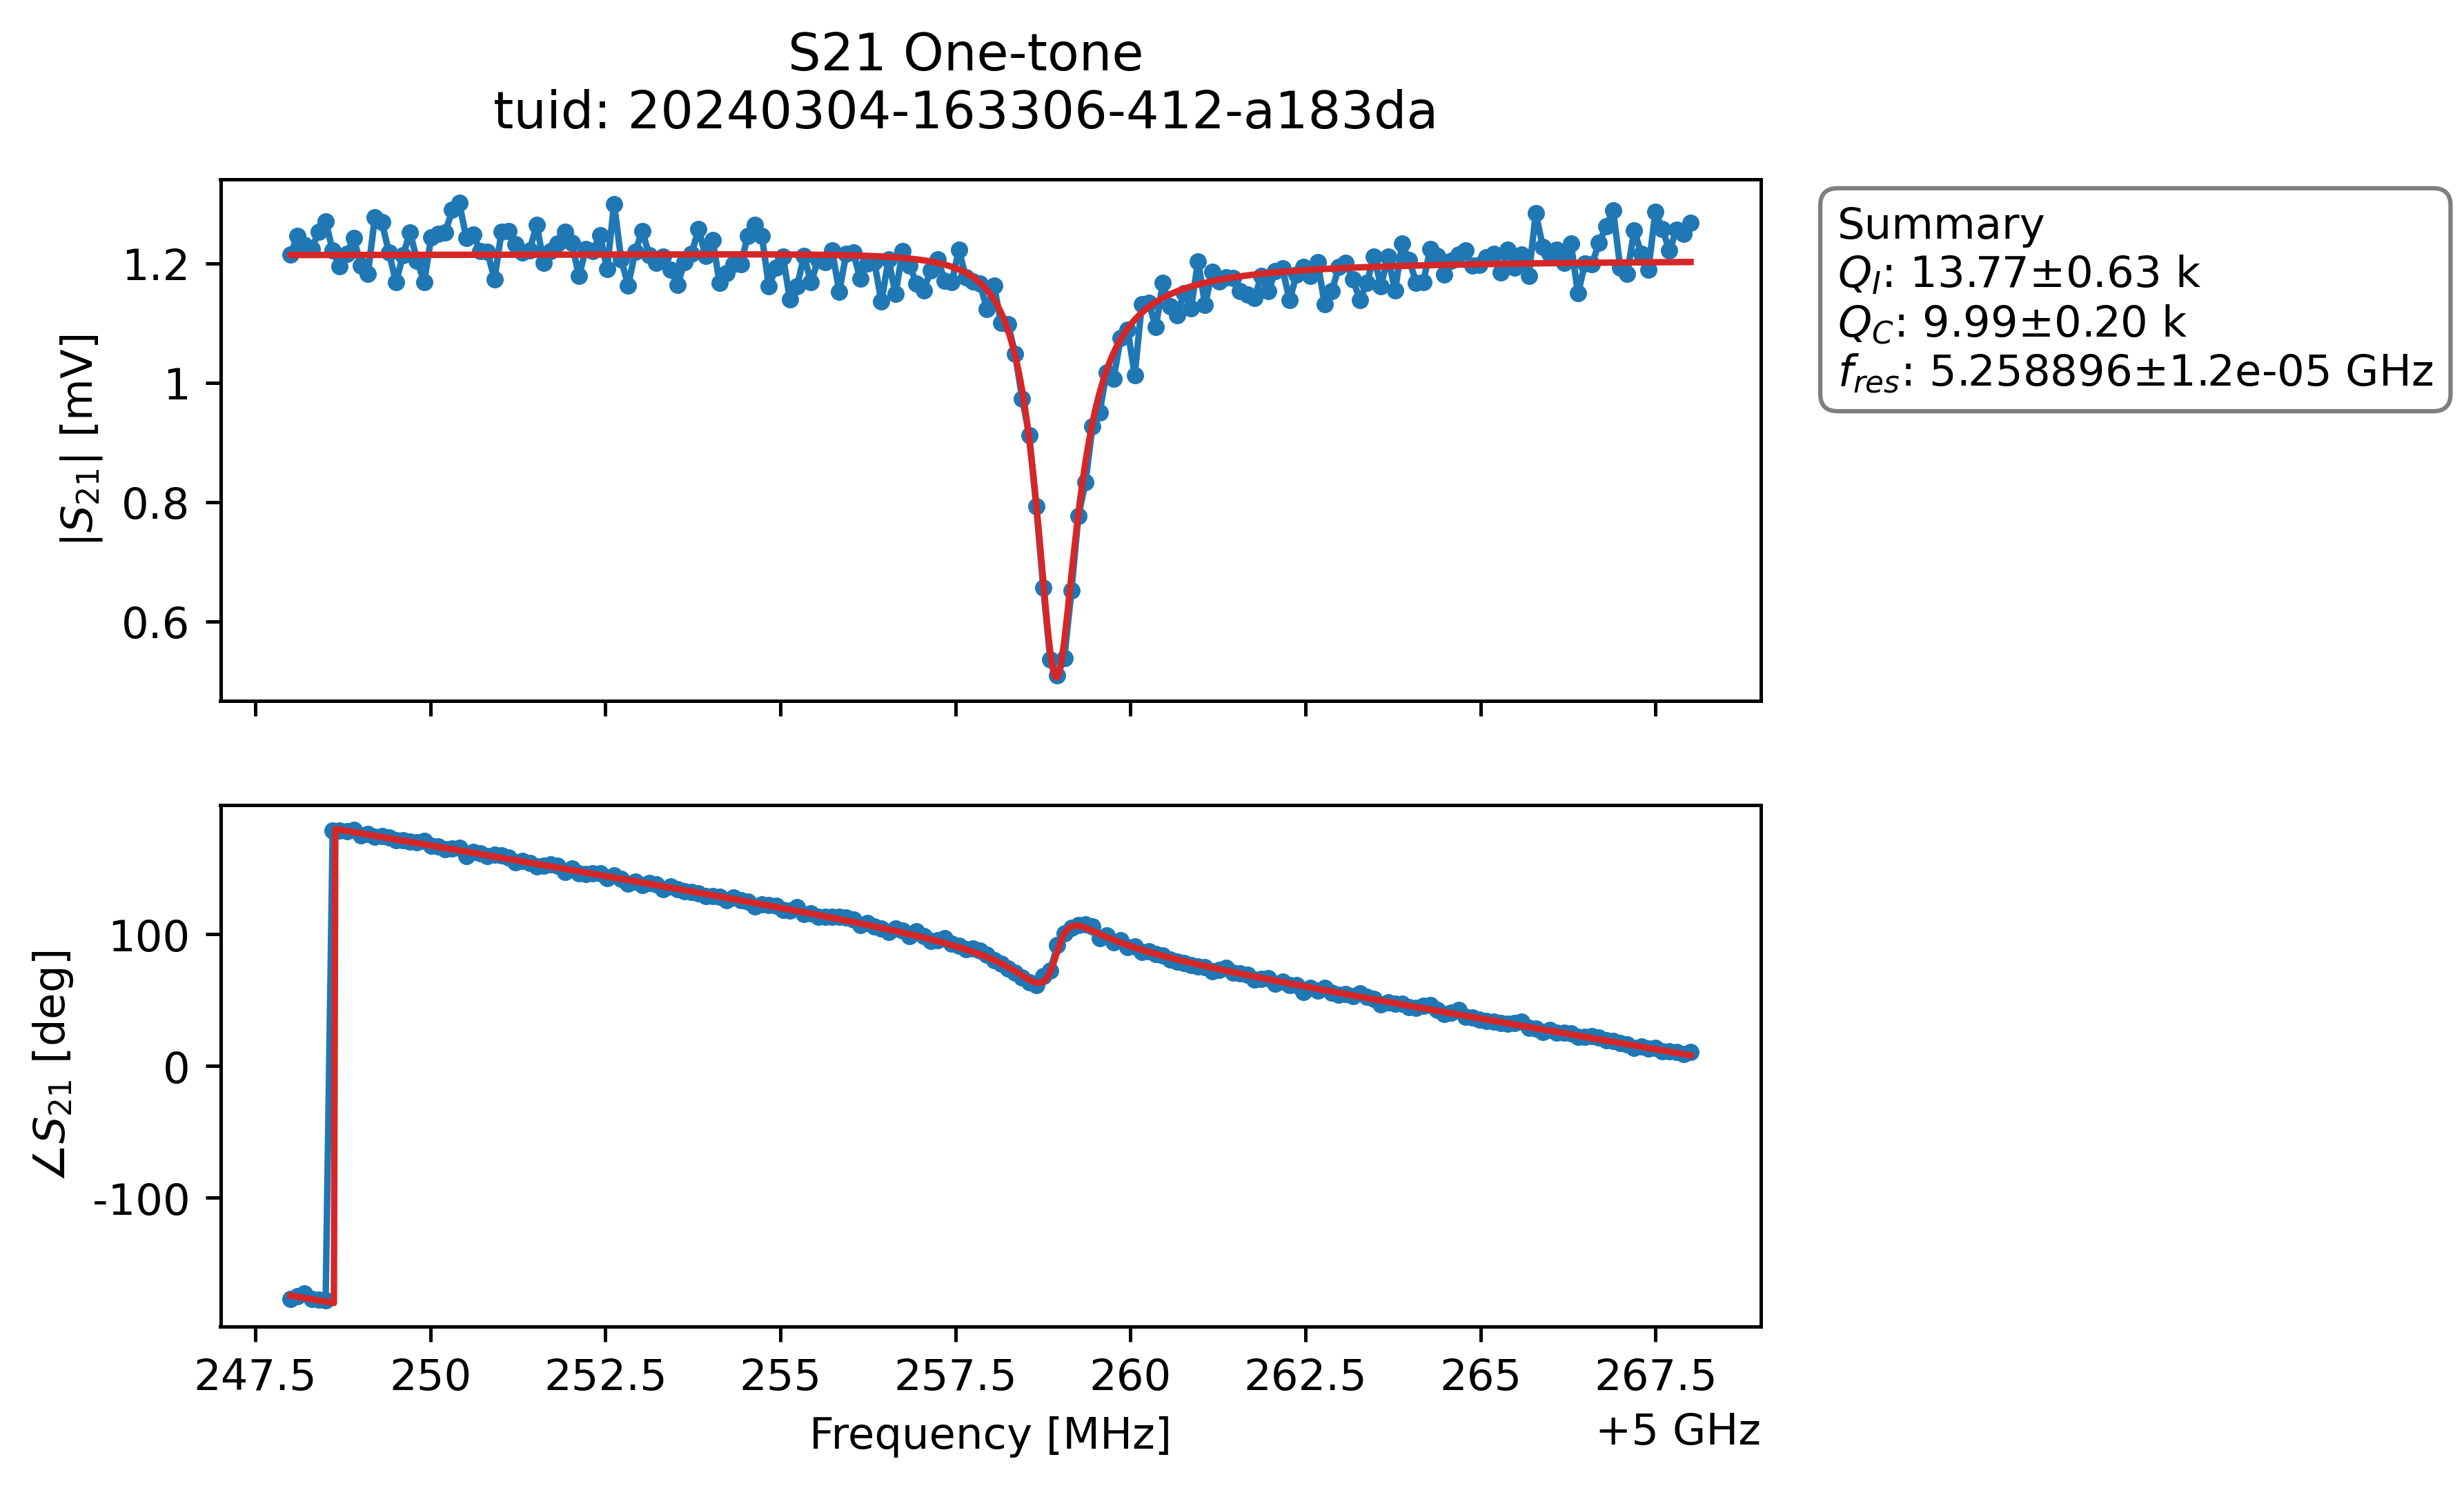 S21 One-tone
tuid: 20240304-163306-412-a183da
|S₂₁| [mV]
1.2
1
0.8
0.6
Summary
Q_I: 13.77±0.63 k
Q_C: 9.99±0.20 k
f_res: 5.258896±1.2e-05 GHz
∠S₂₁ [deg]
100
0
-100
247.5 250 252.5 255 257.5 260 262.5 265 267.5
Frequency [MHz]
+5 GHz